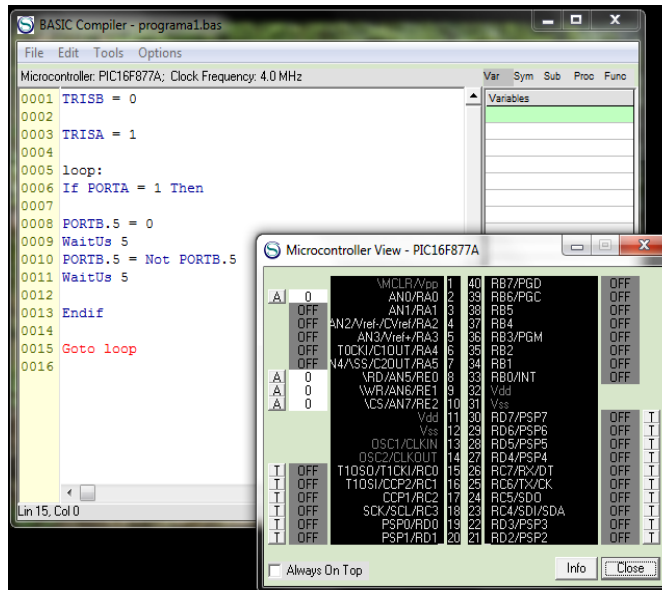 BASIC Compiler - programa1.bas
File Edit Tools Options
Microcontroller: PIC16F877A; Clock Frequency: 4.0 MHz
Var Sym Sub Proc Func
Variables
0001 TRISB = 0
0002
0003 TRISA = 1
0004
0005 loop:
0006 If PORTA = 1 Then
0007
0008 PORTB.5 = 0
0009 WaitUs 5
0010 PORTB.5 = Not PORTB.5
0011 WaitUs 5
0012
0013 Endif
0014
0015 Goto loop
0016
Lin 15, Col 0
Microcontroller View - PIC16F877A
\MCLR/Vpp 1 40 RB7/PGD OFF
A 0 AN0/RA0 2 39 RB6/PGC OFF
OFF AN1/RA1 3 38 RB5 OFF
OFF AN2/Vref-/CVref/RA2 4 37 RB4 OFF
OFF AN3/Vref+/RA3 5 36 RB3/PGM OFF
OFF T0CKI/C1OUT/RA4 6 35 RB2 OFF
OFF N4/\SS/C2OUT/RA5 7 34 RB1 OFF
A 0 \RD/AN5/RE0 8 33 RB0/INT OFF
A 0 \WR/AN6/RE1 9 32 Vdd
A 0 \CS/AN7/RE2 10 31 Vss
Vdd 11 30 RD7/PSP7 OFF T
Vss 12 29 RD6/PSP6 OFF T
OSC1/CLKIN 13 28 RD5/PSP5 OFF T
OSC2/CLKOUT 14 27 RD4/PSP4 OFF T
T OFF T1OSO/T1CKI/RC0 15 26 RC7/RX/DT OFF T
T OFF T1OSI/CCP2/RC1 16 25 RC6/TX/CK OFF T
T OFF CCP1/RC2 17 24 RC5/SDO OFF T
T OFF SCK/SCL/RC3 18 23 RC4/SDI/SDA OFF T
T OFF PSP0/RD0 19 22 RD3/PSP3 OFF T
T OFF PSP1/RD1 20 21 RD2/PSP2 OFF T
Always On Top Info Close